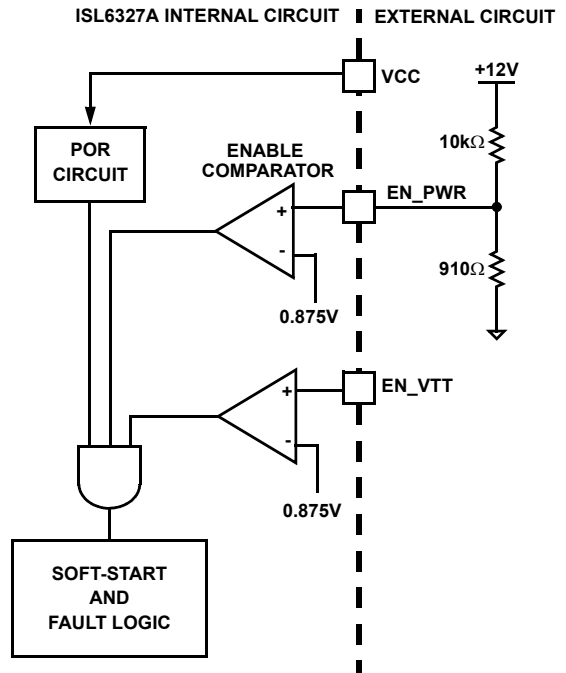 ISL6327A INTERNAL CIRCUIT
EXTERNAL CIRCUIT
VCC
+12V
POR
CIRCUIT
10kΩ
ENABLE
COMPARATOR
+
EN_PWR
-
910Ω
0.875V
+
EN_VTT
-
0.875V
SOFT-START
AND
FAULT LOGIC